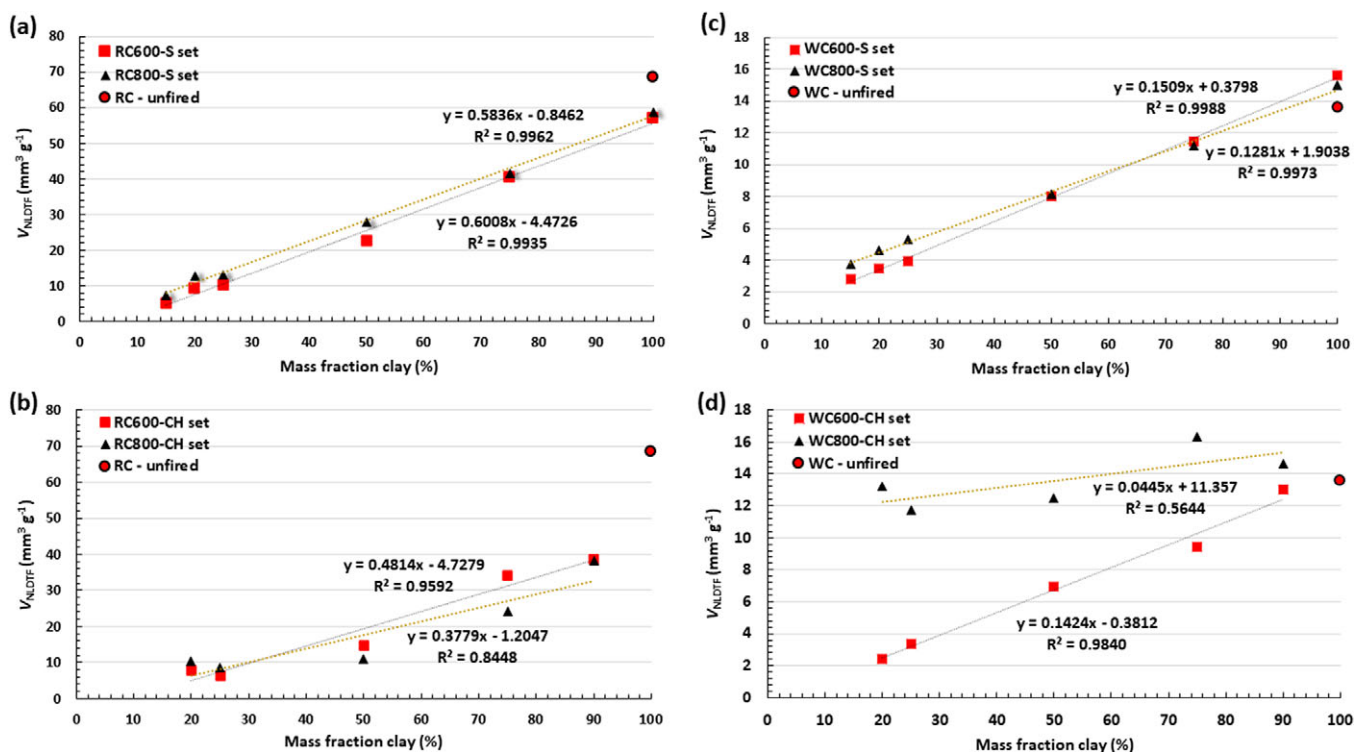 (a)
80
70
60
50
40
30
20
10
0
V_NLDTF (mm³ g⁻¹)
RC600-S set
RC800-S set
RC - unfired
y = 0.5836x - 0.8462
R² = 0.9962
y = 0.6008x - 4.4726
R² = 0.9935
0 10 20 30 40 50 60 70 80 90 100
Mass fraction clay (%)
(c)
18
16
14
12
10
8
6
4
2
0
V_NLDTF (mm³ g⁻¹)
WC600-S set
WC800-S set
WC - unfired
y = 0.1509x + 0.3798
R² = 0.9988
y = 0.1281x + 1.9038
R² = 0.9973
0 10 20 30 40 50 60 70 80 90 100
Mass fraction clay (%)
(b)
80
70
60
50
40
30
20
10
0
V_NLDTF (mm³ g⁻¹)
RC600-CH set
RC800-CH set
RC - unfired
y = 0.4814x - 4.7279
R² = 0.9592
y = 0.3779x - 1.2047
R² = 0.8448
0 10 20 30 40 50 60 70 80 90 100
Mass fraction clay (%)
(d)
18
16
14
12
10
8
6
4
2
0
V_NLDTF (mm³ g⁻¹)
WC600-CH set
WC800-CH set
WC - unfired
y = 0.0445x + 11.357
R² = 0.5644
y = 0.1424x - 0.3812
R² = 0.9840
0 10 20 30 40 50 60 70 80 90 100
Mass fraction clay (%)